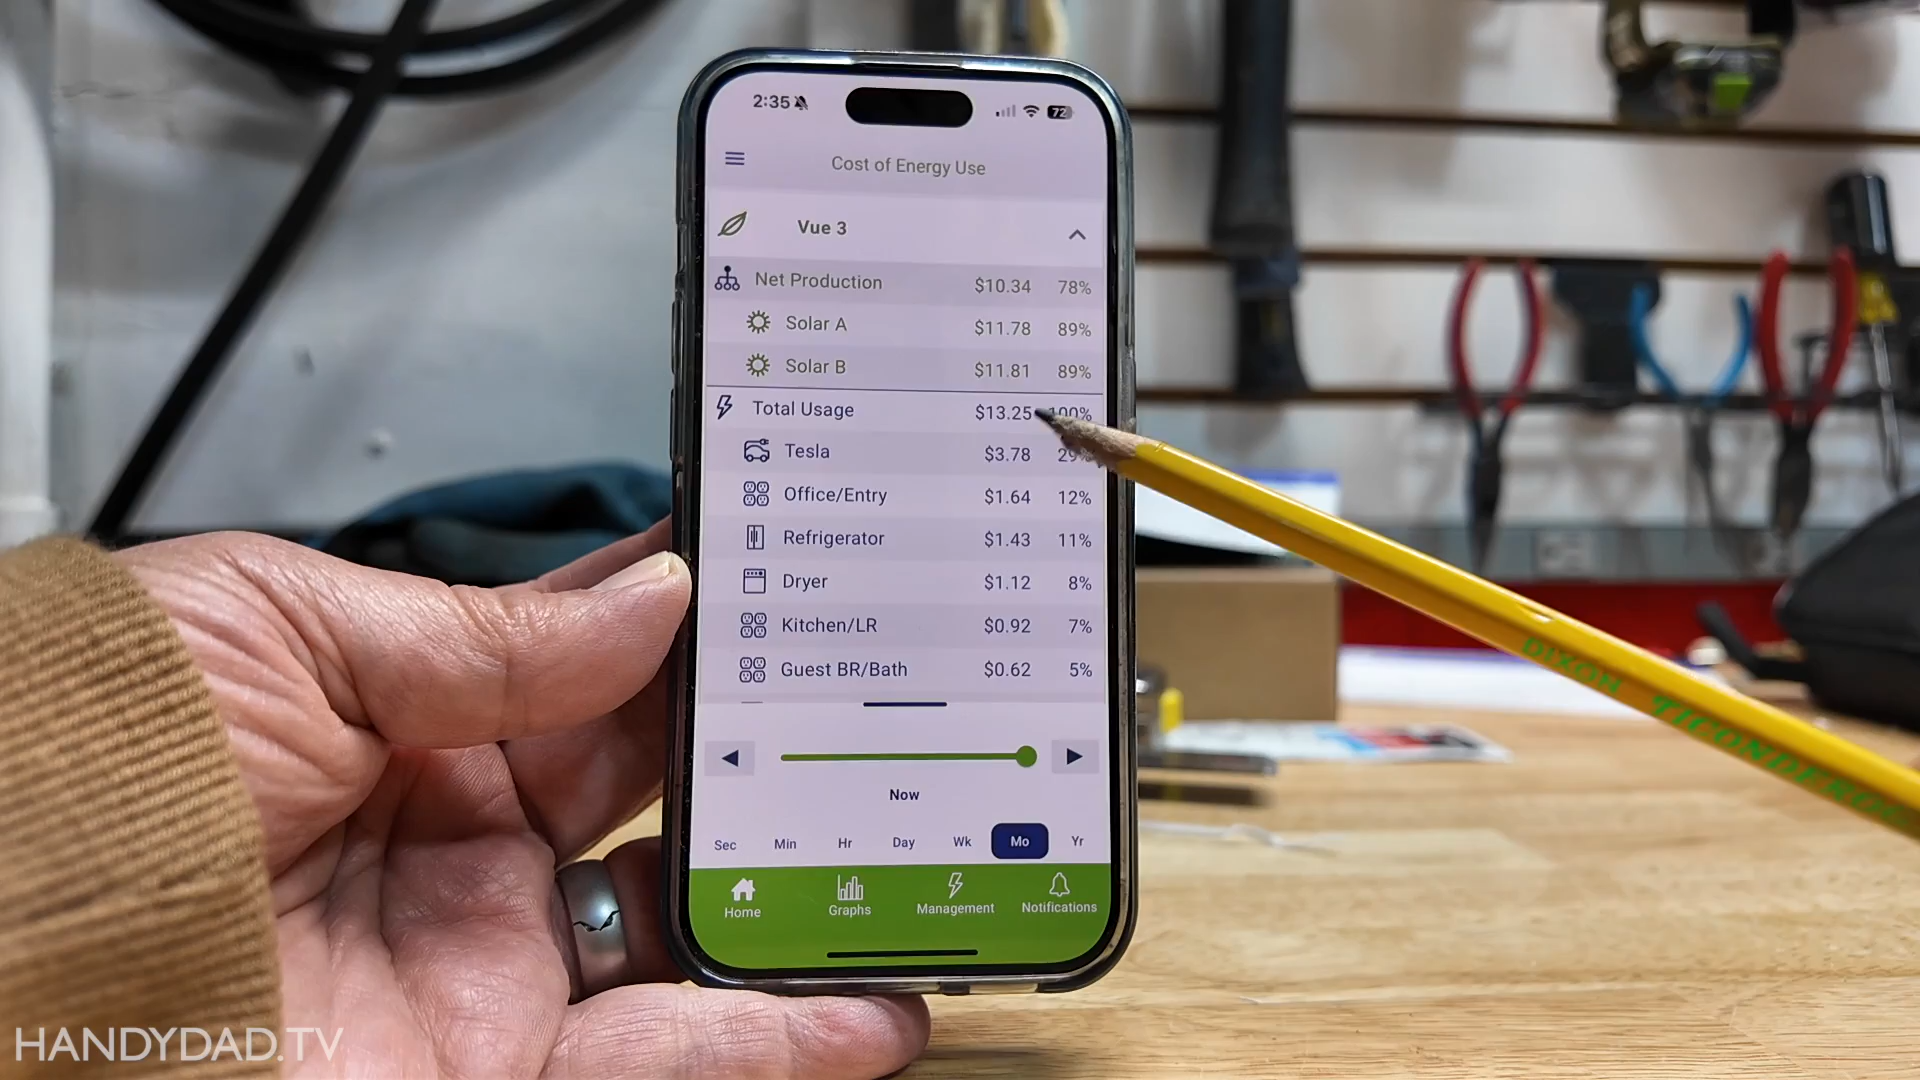 2:35
72
Cost of Energy Use
Vue 3
Net Production $10.34 78%
Solar A $11.78 89%
Solar B $11.81 89%
Total Usage $13.25 100%
Tesla $3.78 29%
Office/Entry $1.64 12%
Refrigerator $1.43 11%
Dryer $1.12 8%
Kitchen/LR $0.92 7%
Guest BR/Bath $0.62 5%
Now
Sec Min Hr Day Wk Mo Yr
Home Graphs Management Notifications
DIXON TICONDEROGA
HANDYDAD.TV